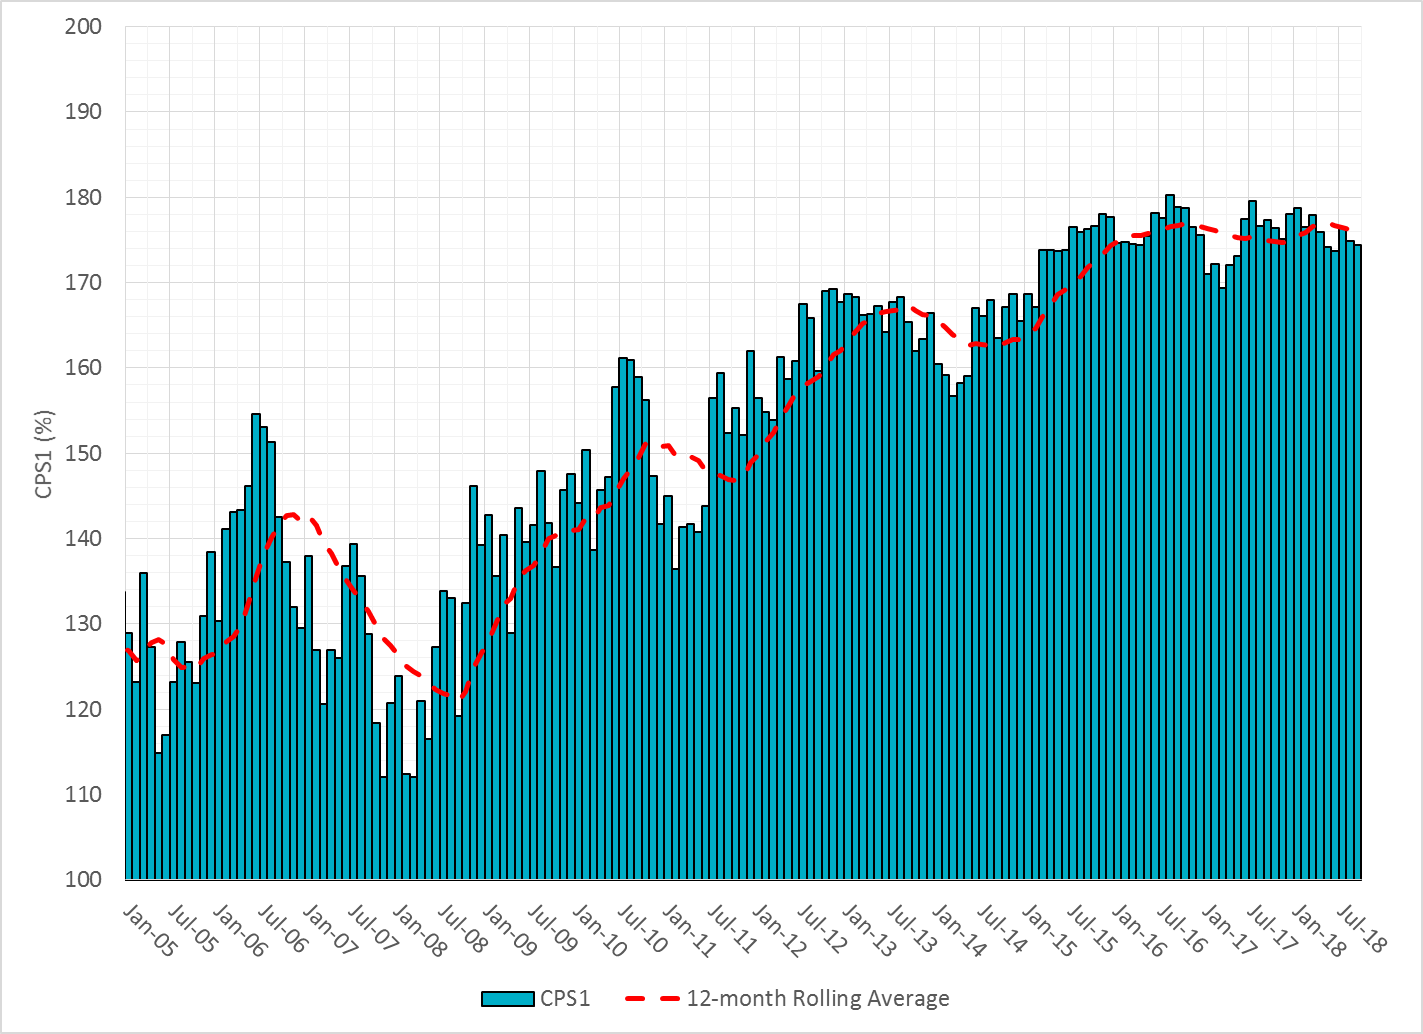 200
190
180
170
160
150
140
130
120
110
100
CPS1 (%)
Jan-05
Jul-05
Jan-06
Jul-06
Jan-07
Jul-07
Jan-08
Jul-08
Jan-09
Jul-09
Jan-10
Jul-10
Jan-11
Jul-11
Jan-12
Jul-12
Jan-13
Jul-13
Jan-14
Jul-14
Jan-15
Jul-15
Jan-16
Jul-16
Jan-17
Jul-17
Jan-18
Jul-18
CPS1
12-month Rolling Average